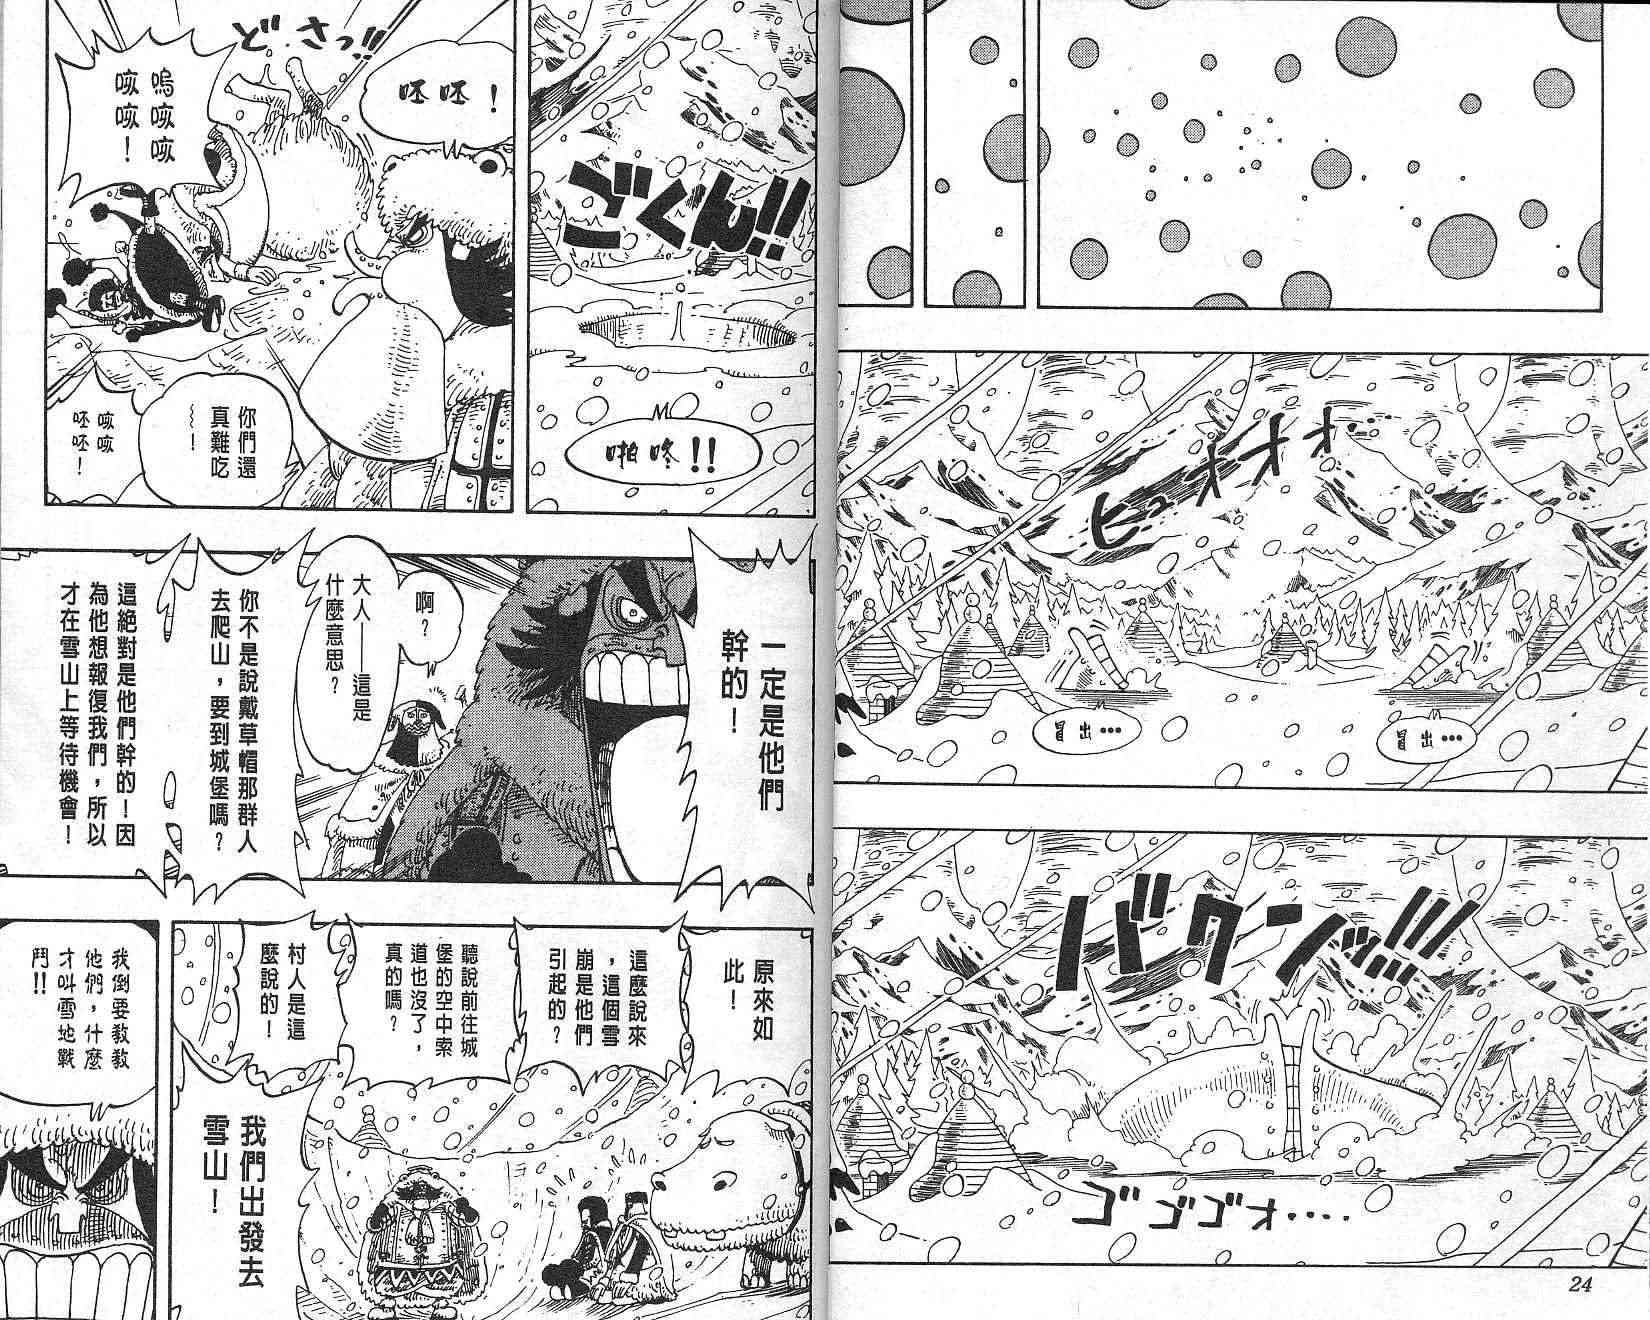 ヒュオオオ..
冒出…
冒出…
バクンッ!!!
ゴゴゴォ....
24
ごくん!!
啪咚!!
どさっ!!
呸呸!
嗚咳咳咳
咳咳!
你們還
真難吃
~!
咳咳
呸呸!
一定是他們
幹的!
啊?
大人——這是
什麼意思?
你不是說戴草帽那群人
去爬山,要到城堡嗎?
這絕對是他們幹的!因
為他想報復我們,所以
才在雪山上等待機會!
原來如
此!
這麼說來
,這個雪
崩是他們
引起的?
聽說前往城
堡的空中索
道也沒了,
真的嗎?
村人是這
麼說的!
我們出發去
雪山!
我倒要教教
他們,什麼
才叫雪地戰
鬥!!